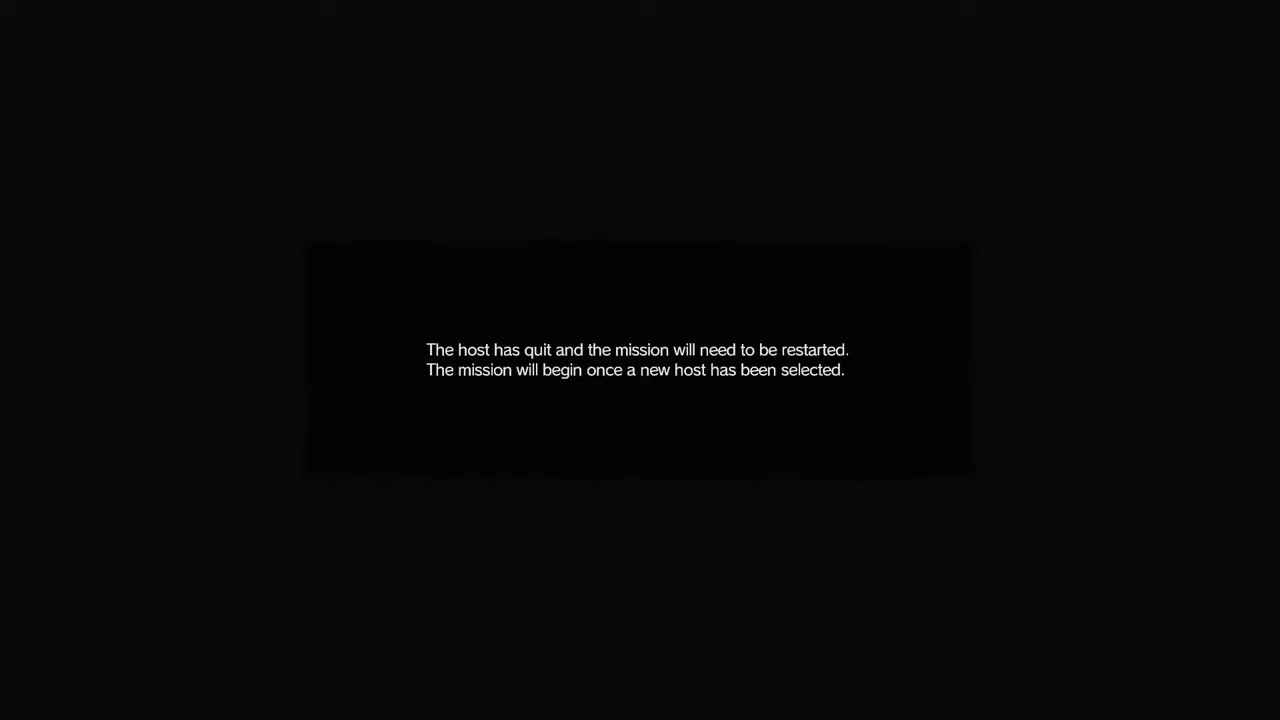 The host has quit and the mission will need to be restarted.
The mission will begin once a new host has been selected.